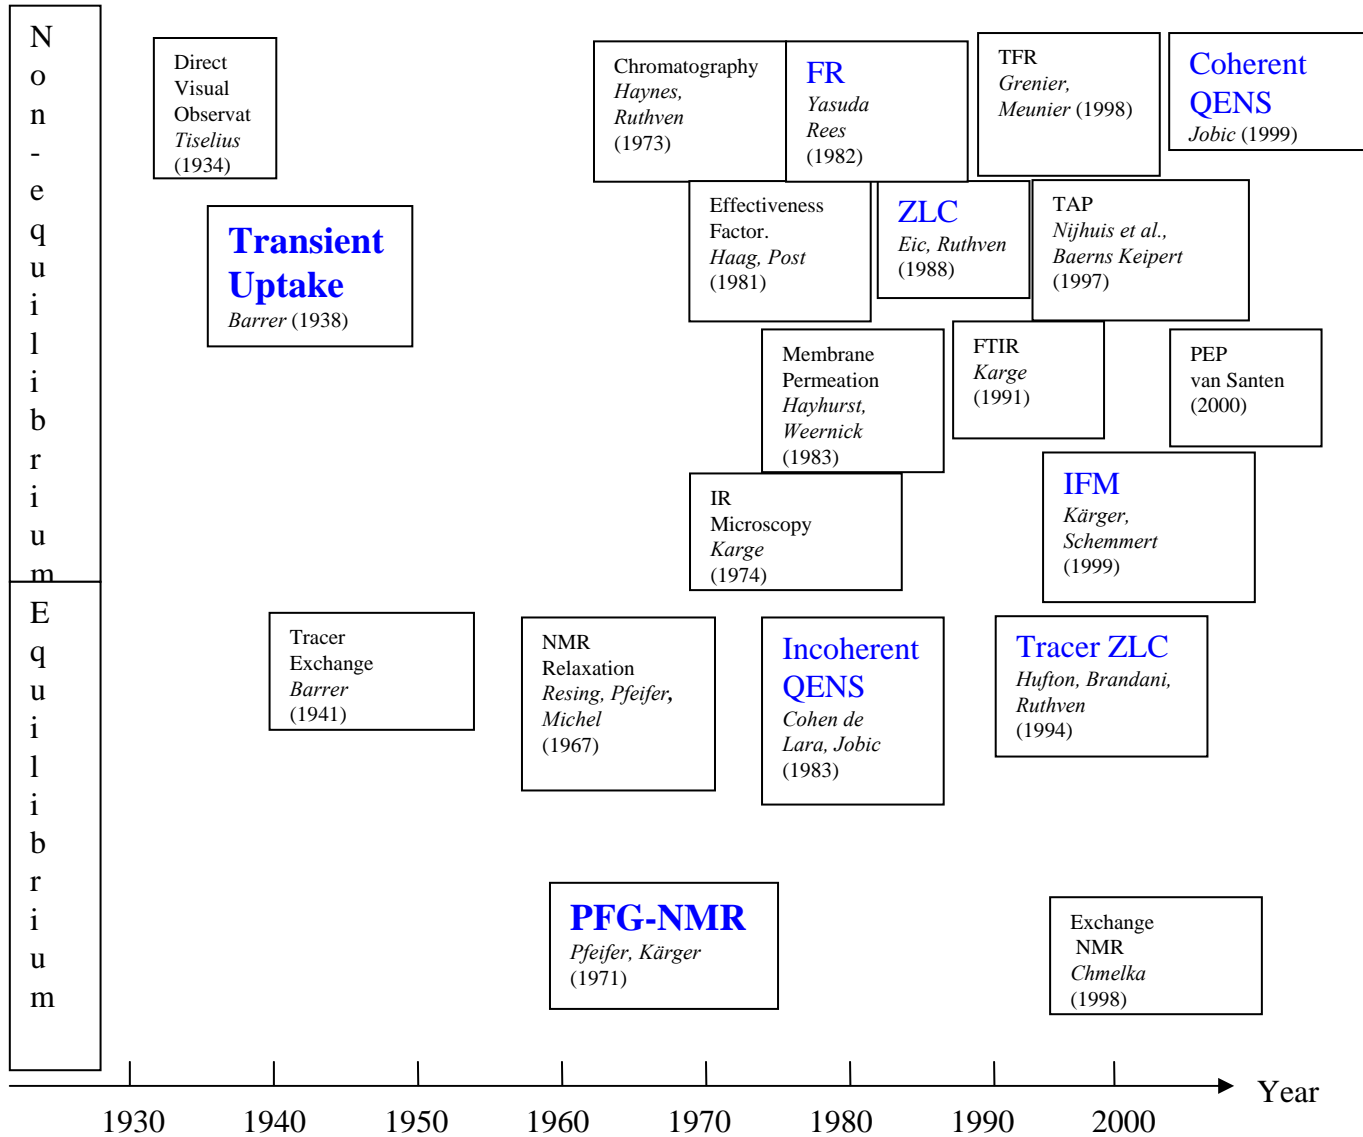 Non-equilibrium
Direct
Visual
Observat
Tiselius
(1934)
Chromatography
Haynes,
Ruthven
(1973)
FR
Yasuda
Rees
(1982)
TFR
Grenier,
Meunier (1998)
Coherent
QENS
Jobic (1999)
Transient
Uptake
Barrer (1938)
Effectiveness
Factor.
Haag, Post
(1981)
ZLC
Eic, Ruthven
(1988)
TAP
Nijhuis et al.,
Baerns Keipert
(1997)
Membrane
Permeation
Hayhurst,
Weernick
(1983)
FTIR
Karge
(1991)
PEP
van Santen
(2000)
IR
Microscopy
Karge
(1974)
IFM
Kärger,
Schemmert
(1999)
Equilibrium
Tracer
Exchange
Barrer
(1941)
NMR
Relaxation
Resing, Pfeifer,
Michel
(1967)
Incoherent
QENS
Cohen de
Lara, Jobic
(1983)
Tracer ZLC
Hufton, Brandani,
Ruthven
(1994)
PFG-NMR
Pfeifer, Kärger
(1971)
Exchange
NMR
Chmelka
(1998)
Year
1930 1940 1950 1960 1970 1980 1990 2000